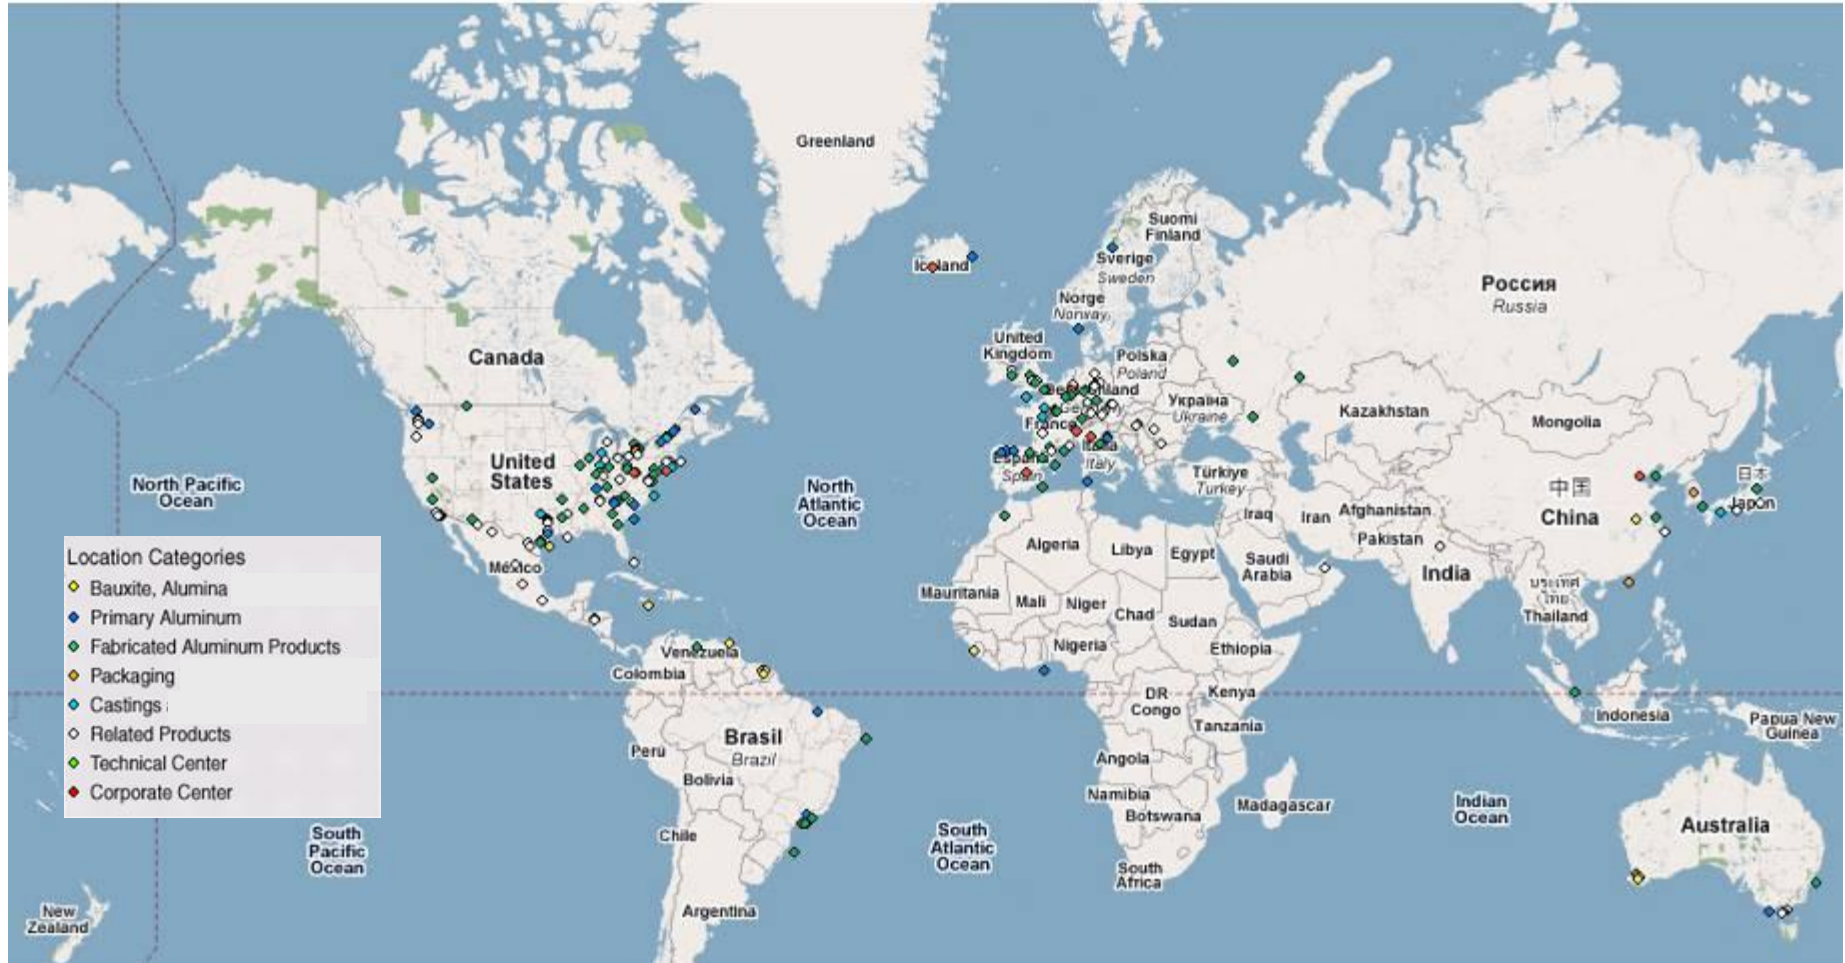 Greenland
Suomi
Finland
Iceland
Sverige
Sweden
Россия
Russia
Norge
Norway
United
Kingdom
Canada
Polska
Poland
Україна
Ukraine
Kazakhstan
Mongolia
France
United
States
North Pacific
Ocean
North
Atlantic
Ocean
Italia
Italy
Spain
Türkiye
Turkey
中国
China
日本
Japón
Iraq
Iran
Afghanistan
Pakistan
Algeria
Libya
Egypt
Saudi
Arabia
India
México
Mauritania
Mali
Niger
Chad
Sudan
Thailand
Nigeria
Ethiopia
Venezuela
Colombia
DR
Congo
Kenya
Tanzania
Indonesia
Papua New
Guinea
Brasil
Brazil
Perú
Bolivia
Angola
Namibia
Botswana
Madagascar
Indian
Ocean
Australia
Chile
South
Pacific
Ocean
South
Atlantic
Ocean
South
Africa
Argentina
New
Zealand
Location Categories
Bauxite, Alumina
Primary Aluminum
Fabricated Aluminum Products
Packaging
Castings
Related Products
Technical Center
Corporate Center